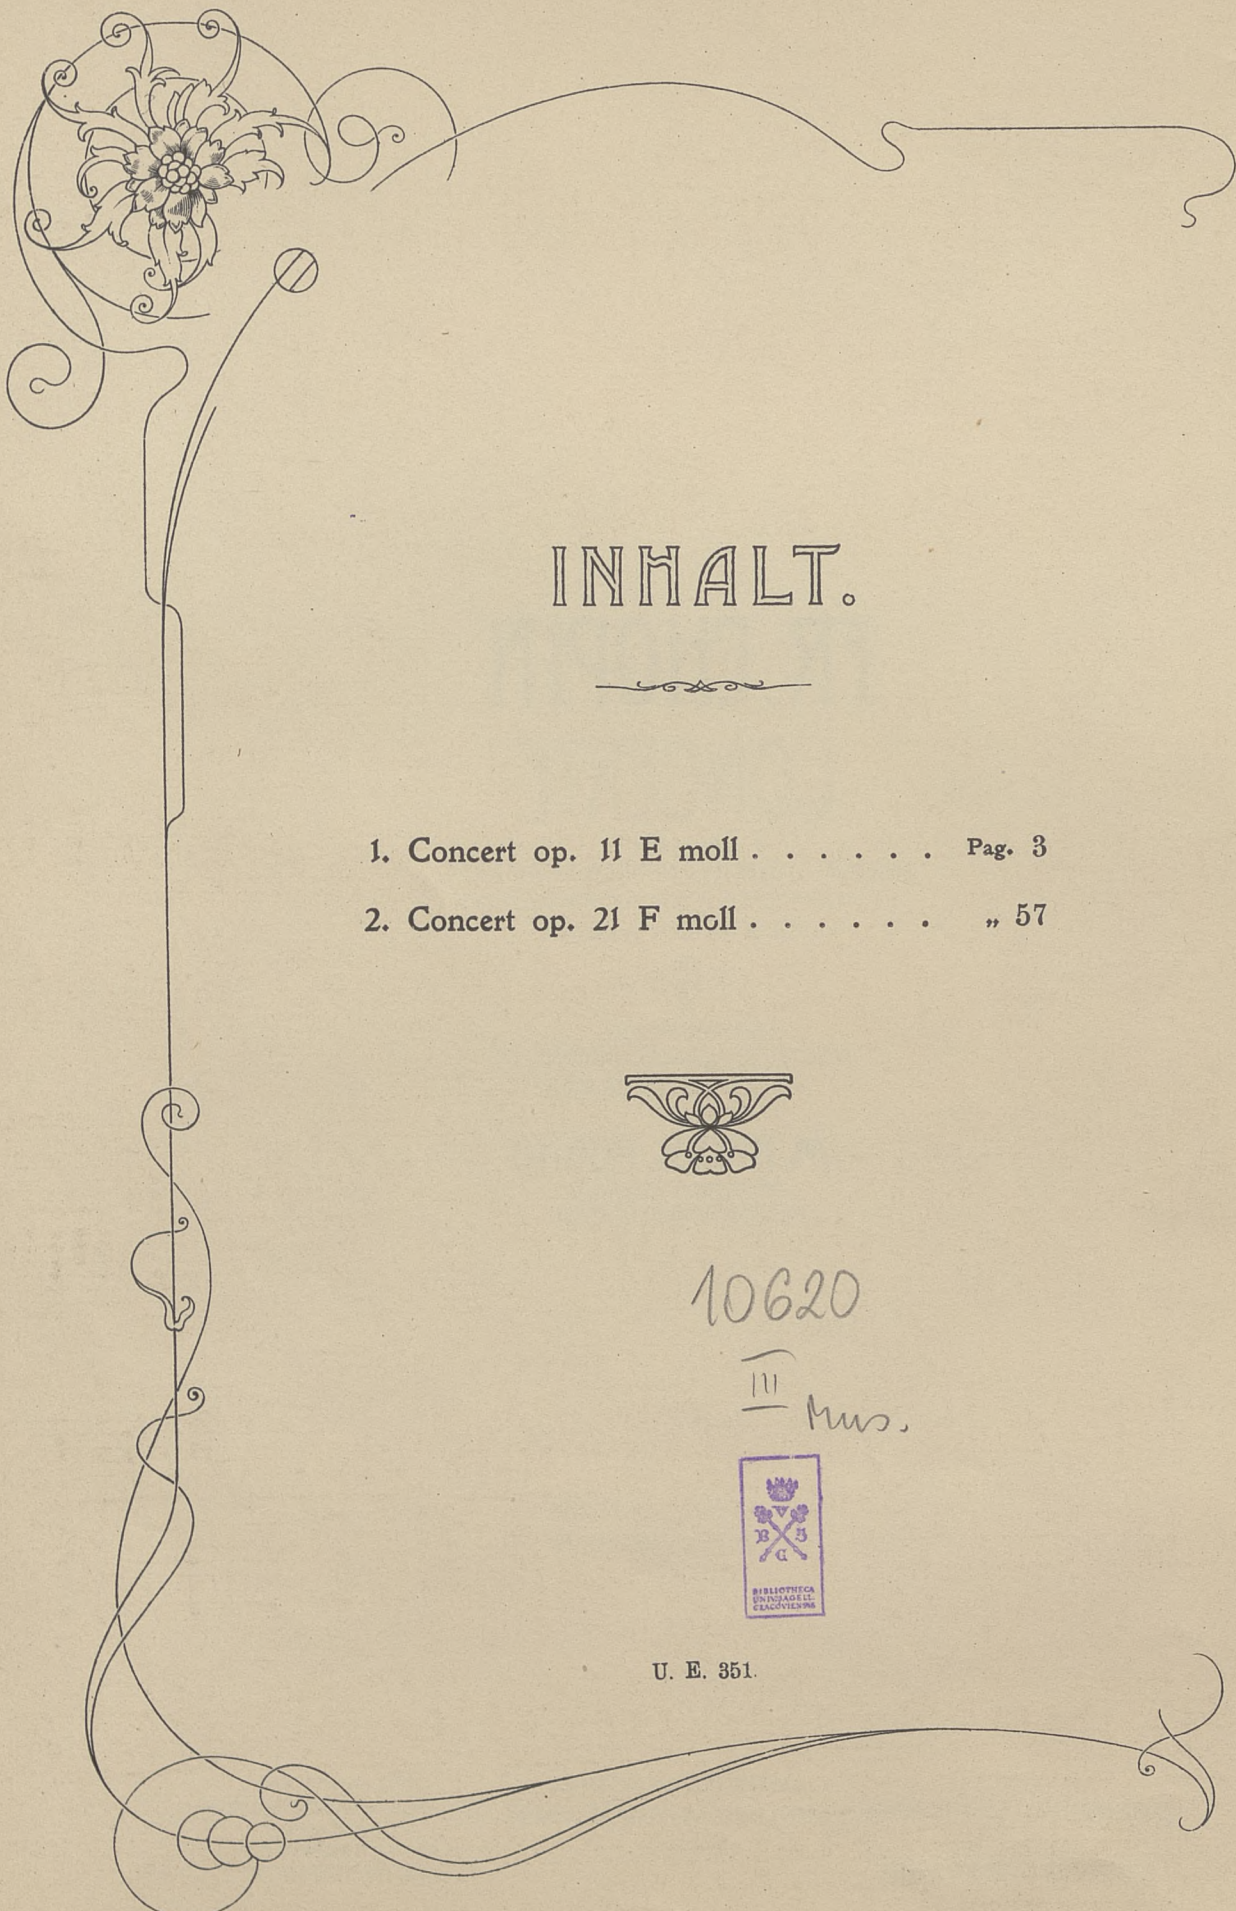 INHALT.
1. Concert op. 11 E moll . . . . . . Pag. 3
2. Concert op. 21 F moll . . . . . . „ 57
10620
III
Mus.
B J
C
BIBLIOTHECA
UNIV. JAGELL.
CRACOVIENSIS
U. E. 351.